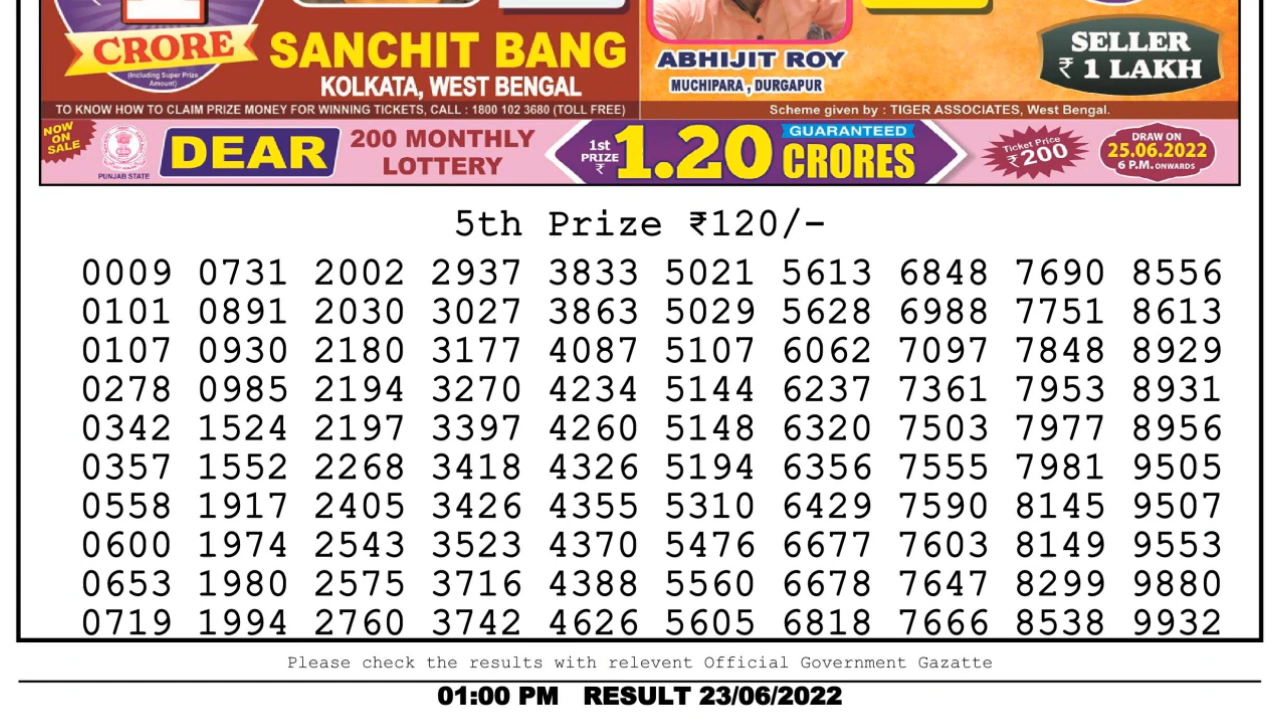 CRORE
(Including Super Prize
Amount)
SANCHIT BANG
KOLKATA, WEST BENGAL
ABHIJIT ROY
MUCHIPARA, DURGAPUR
SELLER
₹ 1 LAKH
TO KNOW HOW TO CLAIM PRIZE MONEY FOR WINNING TICKETS, CALL : 1800 102 3680 (TOLL FREE)
Scheme given by : TIGER ASSOCIATES, West Bengal.
NOW
ON
SALE
PUNJAB STATE
DEAR
200 MONTHLY
LOTTERY
1st
PRIZE
₹
1.20
GUARANTEED
CRORES
Ticket Price
₹200
DRAW ON
25.06.2022
6 P.M. ONWARDS
5th Prize ₹120/-
0009 0731 2002 2937 3833 5021 5613 6848 7690 8556
0101 0891 2030 3027 3863 5029 5628 6988 7751 8613
0107 0930 2180 3177 4087 5107 6062 7097 7848 8929
0278 0985 2194 3270 4234 5144 6237 7361 7953 8931
0342 1524 2197 3397 4260 5148 6320 7503 7977 8956
0357 1552 2268 3418 4326 5194 6356 7555 7981 9505
0558 1917 2405 3426 4355 5310 6429 7590 8145 9507
0600 1974 2543 3523 4370 5476 6677 7603 8149 9553
0653 1980 2575 3716 4388 5560 6678 7647 8299 9880
0719 1994 2760 3742 4626 5605 6818 7666 8538 9932
Please check the results with relevent Official Government Gazatte
01:00 PM RESULT 23/06/2022